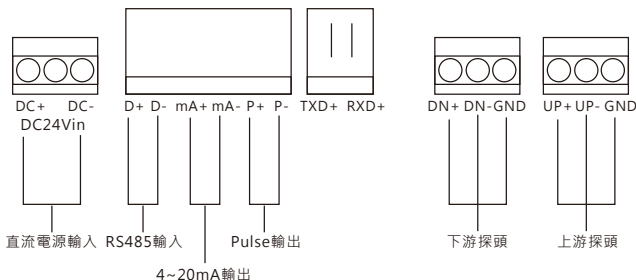 DC+ DC- D+ D- mA+ mA- P+ P- TXD+ RXD+ DN+ DN- GND UP+ UP- GND
DC24Vin
直流電源輸入 RS485輸入 Pulse輸出 下游探頭 上游探頭
4~20mA輸出